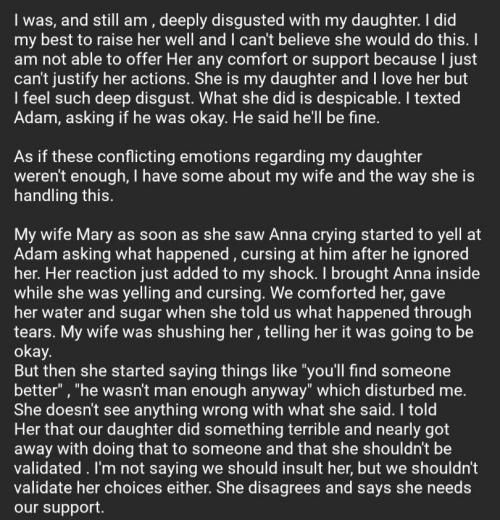 I was, and still am , deeply disgusted with my daughter. I did
my best to raise her well and I can't believe she would do this. I
am not able to offer Her any comfort or support because I just
can't justify her actions. She is my daughter and I love her but
I feel such deep disgust. What she did is despicable. I texted
Adam, asking if he was okay. He said he'll be fine.

As if these conflicting emotions regarding my daughter
weren't enough, I have some about my wife and the way she is
handling this.

My wife Mary as soon as she saw Anna crying started to yell at
Adam asking what happened , cursing at him after he ignored
her. Her reaction just added to my shock. I brought Anna inside
while she was yelling and cursing. We comforted her, gave
her water and sugar when she told us what happened through
tears. My wife was shushing her , telling her it was going to be
okay.
But then she started saying things like "you'll find someone
better" , "he wasn't man enough anyway" which disturbed me.
She doesn't see anything wrong with what she said. I told
Her that our daughter did something terrible and nearly got
away with doing that to someone and that she shouldn't be
validated . I'm not saying we should insult her, but we shouldn't
validate her choices either. She disagrees and says she needs
our support.